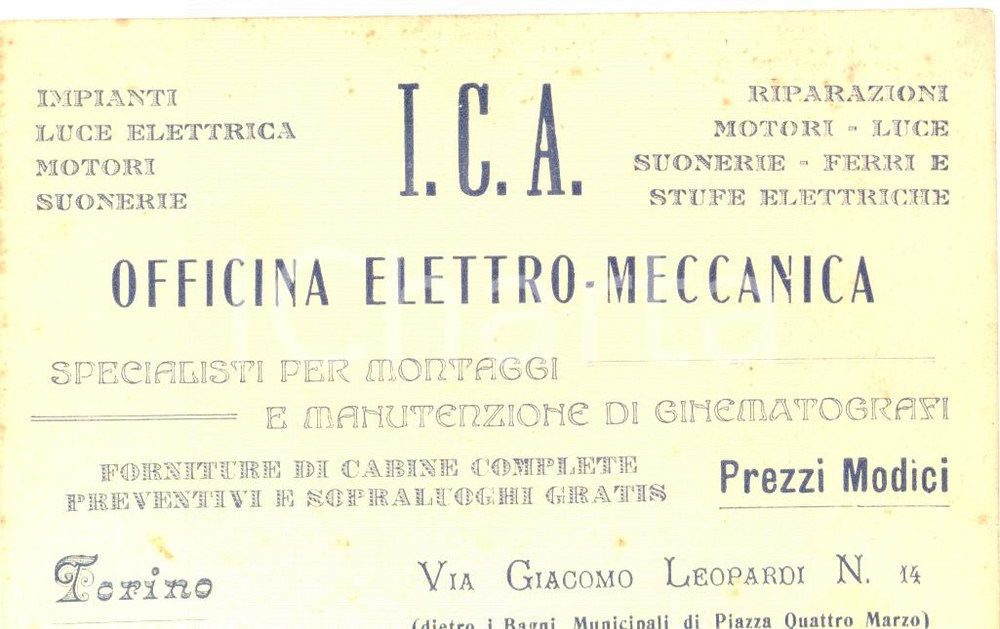 IMPIANTI
LUCE ELETTRICA
MOTORI
SUONERIE
I.C.A.
RIPARAZIONI
MOTORI - LUCE
SUONERIE - FERRI E
STUFE ELETTRICHE
OFFICINA ELETTRO-MECCANICA
SPECIALISTI PER MONTAGGI
E MANUTENZIONE DI CINEMATOGRAFI
FORNITURE DI CABINE COMPLETE
PREVENTIVI E SOPRALUOGHI GRATIS
Prezzi Modici
Torino
VIA GIACOMO LEOPARDI N. 14
(dietro i Bagni Municipali di Piazza Quattro Marzo)
iCharta